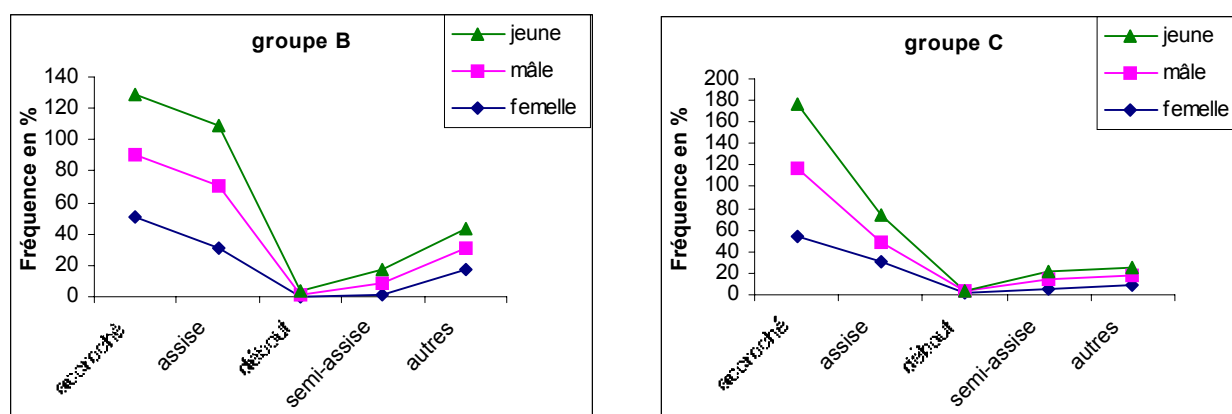 groupe B
jeune
mâle
femelle
Fréquence en %
140
120
100
80
60
40
20
0
accroché
assise
débout
semi-assise
autres
groupe C
jeune
mâle
femelle
Fréquence en %
200
180
160
140
120
100
80
60
40
20
0
assise
semi-assise
autres